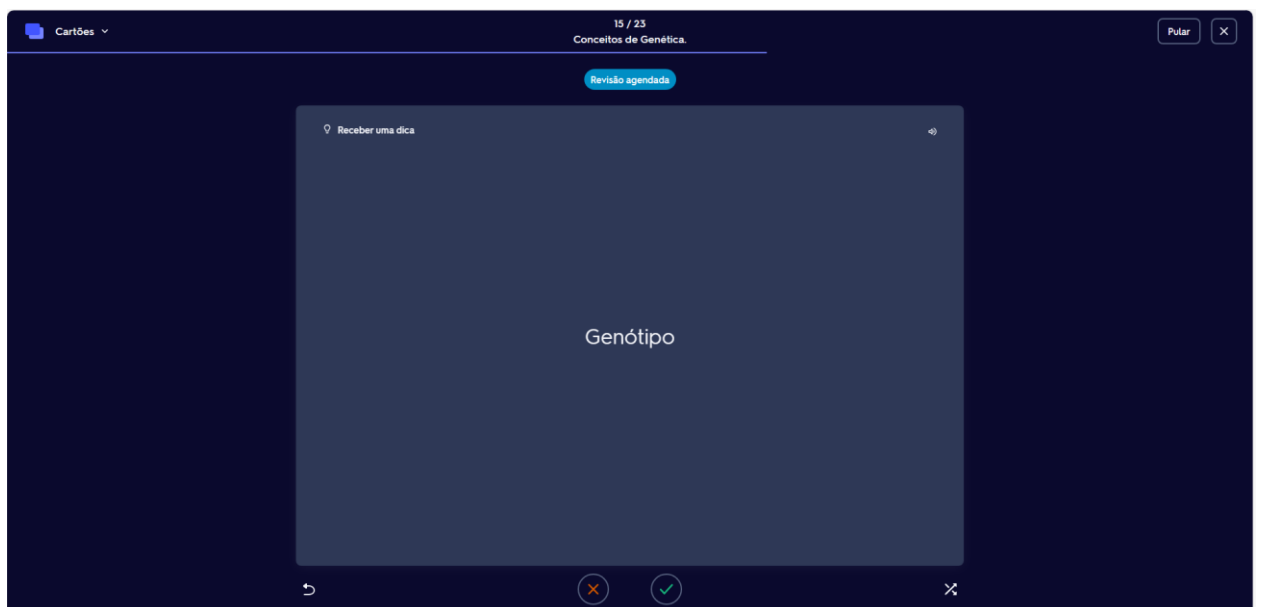 Cartões
15 / 23
Conceitos de Genética.
Pular
Revisão agendada
Receber uma dica
Genótipo